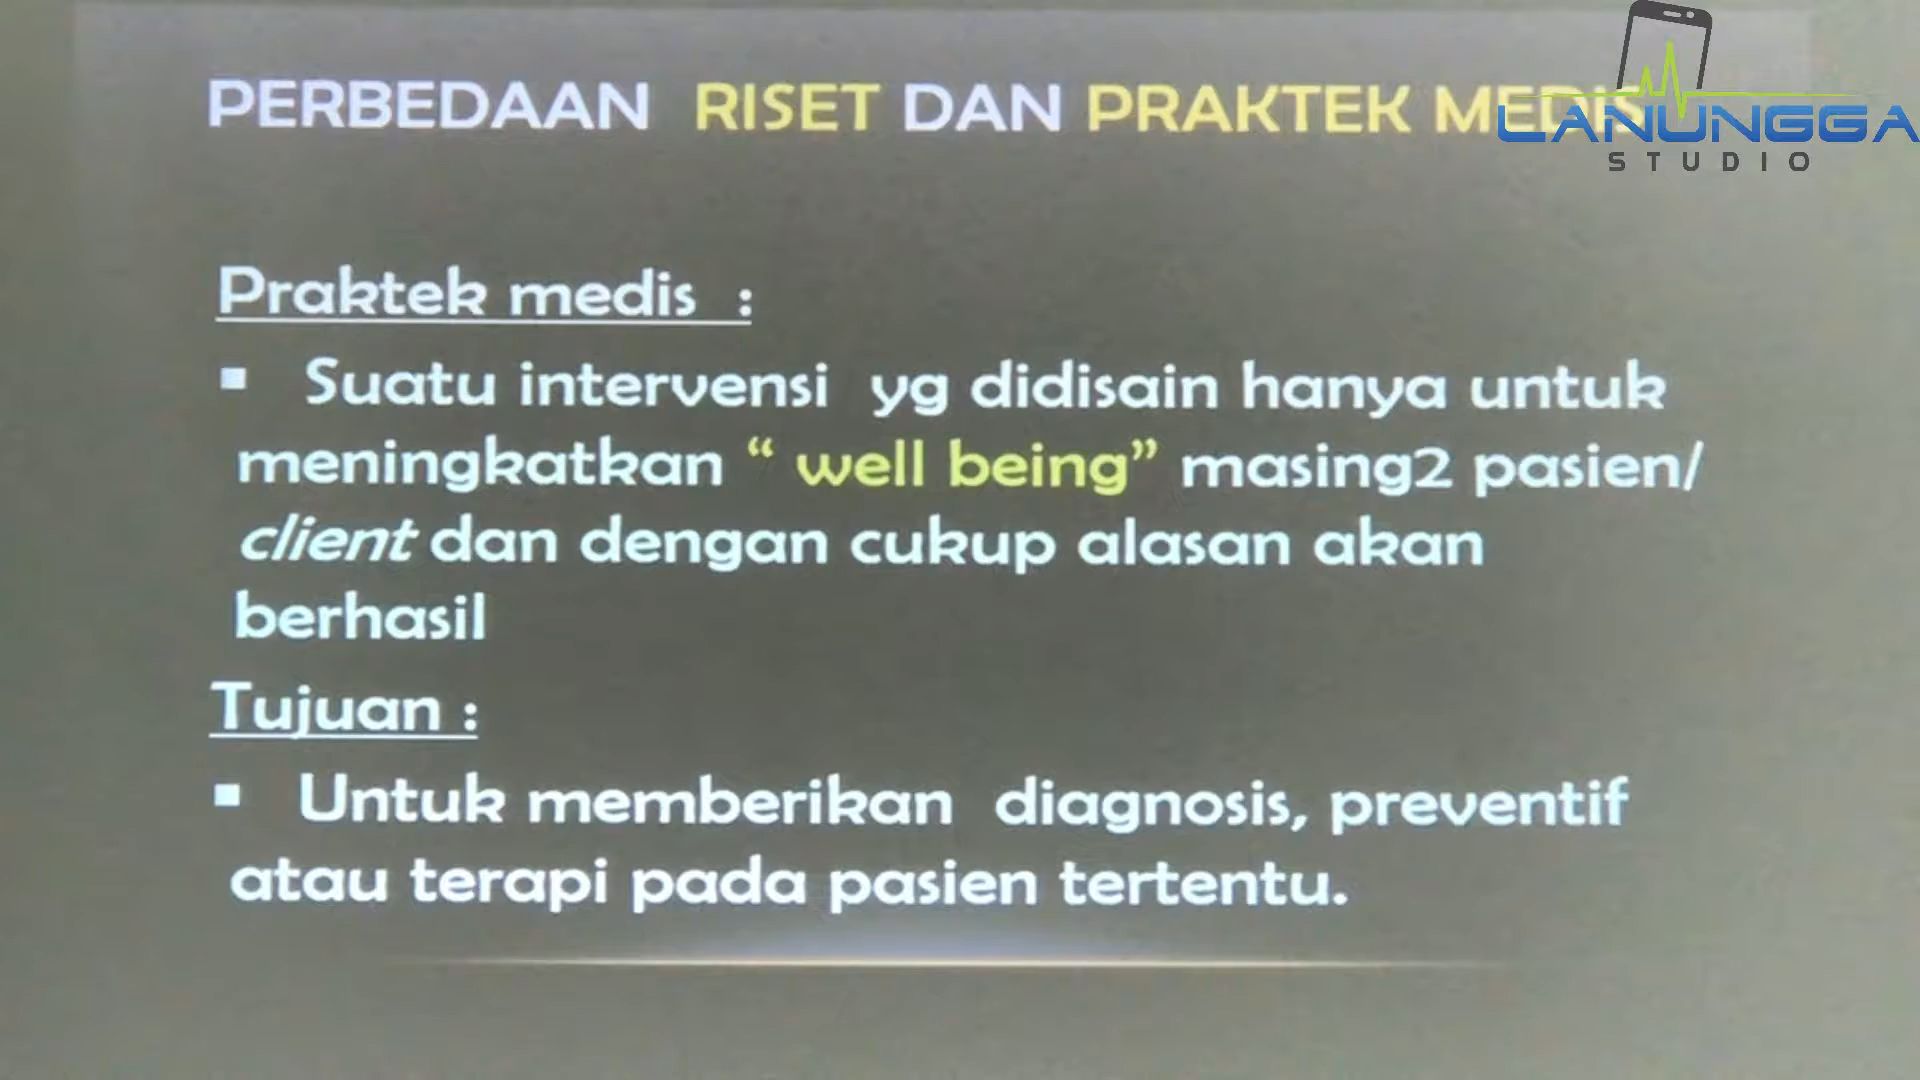 PERBEDAAN RISET DAN PRAKTEK MEDIS
LANUNGGA
STUDIO
Praktek medis :
▪ Suatu intervensi yg didisain hanya untuk
meningkatkan “ well being” masing2 pasien/
client dan dengan cukup alasan akan
berhasil
Tujuan :
▪ Untuk memberikan diagnosis, preventif
atau terapi pada pasien tertentu.